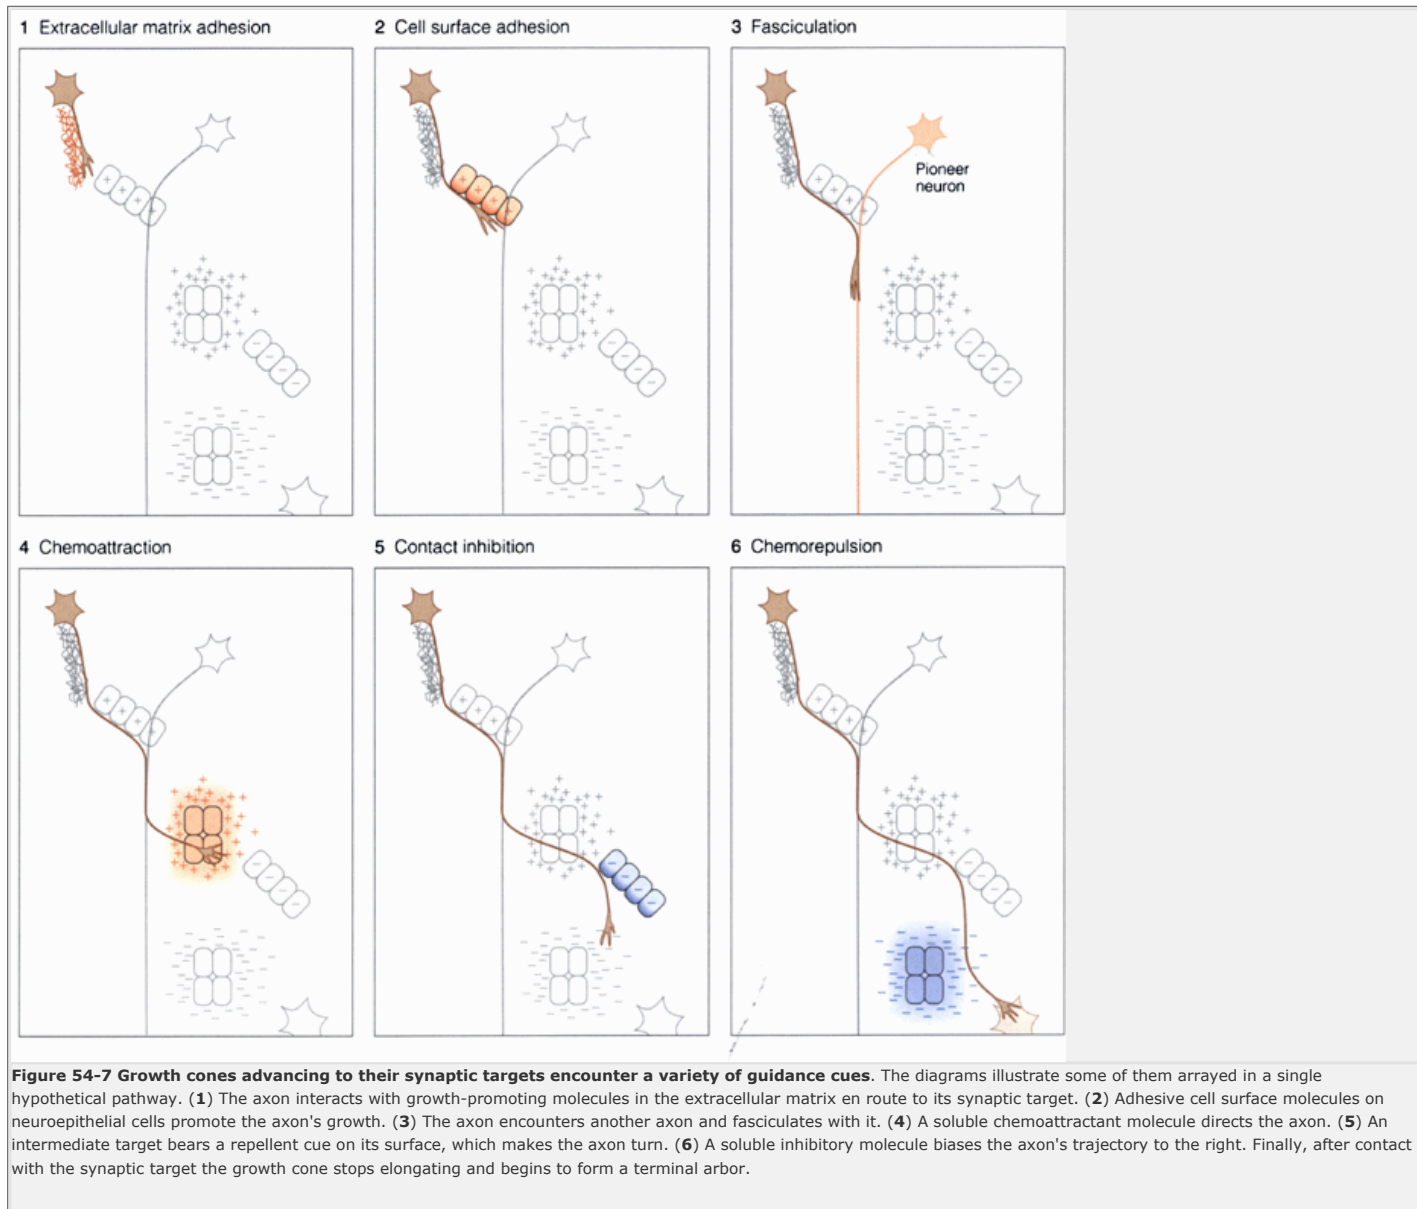 1 Extracellular matrix adhesion
2 Cell surface adhesion
3 Fasciculation
Pioneer
neuron
4 Chemoattraction
5 Contact inhibition
6 Chemorepulsion
Figure 54-7 Growth cones advancing to their synaptic targets encounter a variety of guidance cues. The diagrams illustrate some of them arrayed in a single
hypothetical pathway. (1) The axon interacts with growth-promoting molecules in the extracellular matrix en route to its synaptic target. (2) Adhesive cell surface molecules on
neuroepithelial cells promote the axon's growth. (3) The axon encounters another axon and fasciculates with it. (4) A soluble chemoattractant molecule directs the axon. (5) An
intermediate target bears a repellent cue on its surface, which makes the axon turn. (6) A soluble inhibitory molecule biases the axon's trajectory to the right. Finally, after contact
with the synaptic target the growth cone stops elongating and begins to form a terminal arbor.